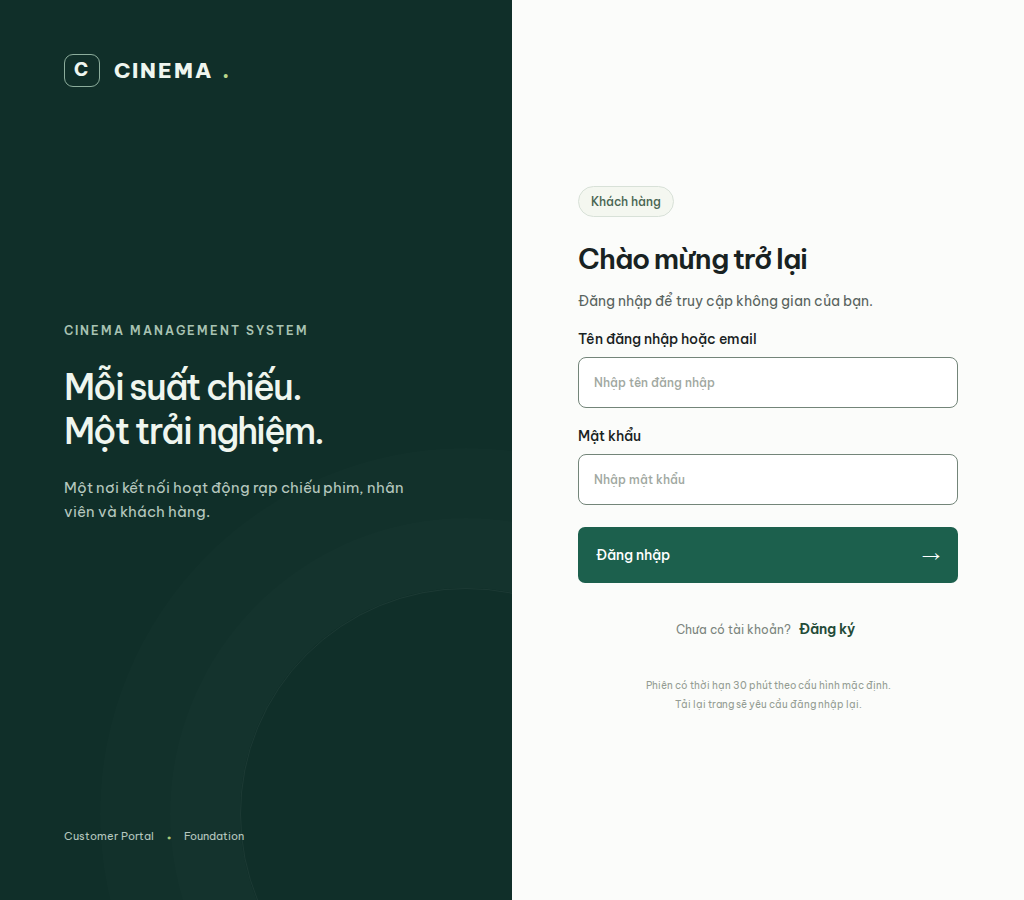 C CINEMA .
CINEMA MANAGEMENT SYSTEM
Mỗi suất chiếu.
Một trải nghiệm.
Một nơi kết nối hoạt động rạp chiếu phim, nhân
viên và khách hàng.
Customer Portal • Foundation
Khách hàng
Chào mừng trở lại
Đăng nhập để truy cập không gian của bạn.
Tên đăng nhập hoặc email
Nhập tên đăng nhập
Mật khẩu
Nhập mật khẩu
Đăng nhập →
Chưa có tài khoản? Đăng ký
Phiên có thời hạn 30 phút theo cấu hình mặc định.
Tải lại trang sẽ yêu cầu đăng nhập lại.